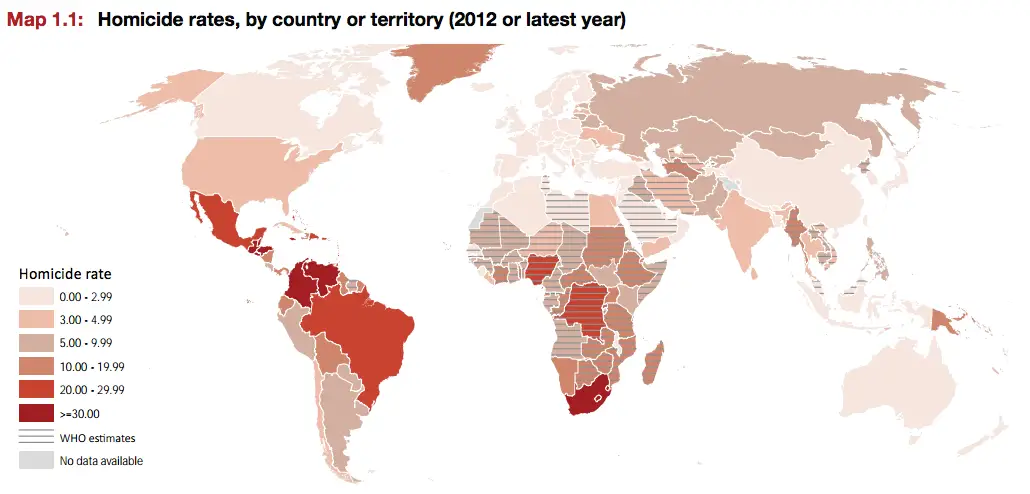 Map 1.1: Homicide rates, by country or territory (2012 or latest year)
Homicide rate
0.00 - 2.99
3.00 - 4.99
5.00 - 9.99
10.00 - 19.99
20.00 - 29.99
>=30.00
WHO estimates
No data available